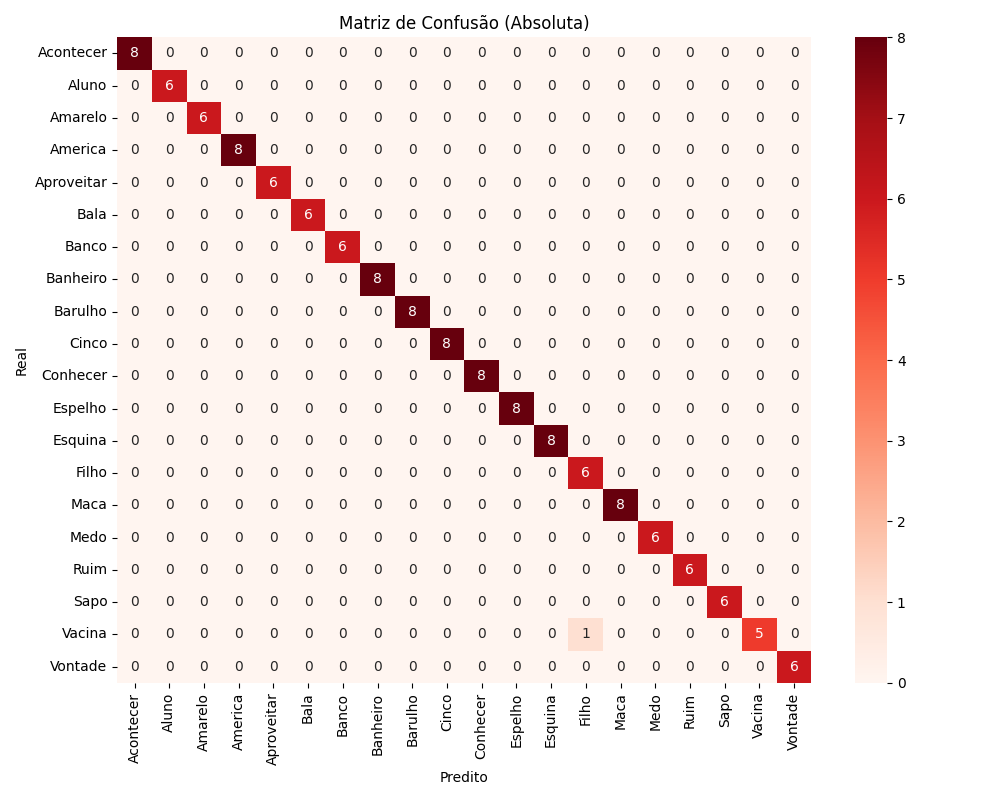 Matriz de Confusão (Absoluta)
Real
Acontecer 8 0 0 0 0 0 0 0 0 0 0 0 0 0 0 0 0 0 0 0
Aluno 0 6 0 0 0 0 0 0 0 0 0 0 0 0 0 0 0 0 0 0
Amarelo 0 0 6 0 0 0 0 0 0 0 0 0 0 0 0 0 0 0 0 0
America 0 0 0 8 0 0 0 0 0 0 0 0 0 0 0 0 0 0 0 0
Aproveitar 0 0 0 0 6 0 0 0 0 0 0 0 0 0 0 0 0 0 0 0
Bala 0 0 0 0 0 6 0 0 0 0 0 0 0 0 0 0 0 0 0 0
Banco 0 0 0 0 0 0 6 0 0 0 0 0 0 0 0 0 0 0 0 0
Banheiro 0 0 0 0 0 0 0 8 0 0 0 0 0 0 0 0 0 0 0 0
Barulho 0 0 0 0 0 0 0 0 8 0 0 0 0 0 0 0 0 0 0 0
Cinco 0 0 0 0 0 0 0 0 0 8 0 0 0 0 0 0 0 0 0 0
Conhecer 0 0 0 0 0 0 0 0 0 0 8 0 0 0 0 0 0 0 0 0
Espelho 0 0 0 0 0 0 0 0 0 0 0 8 0 0 0 0 0 0 0 0
Esquina 0 0 0 0 0 0 0 0 0 0 0 0 8 0 0 0 0 0 0 0
Filho 0 0 0 0 0 0 0 0 0 0 0 0 0 6 0 0 0 0 0 0
Maca 0 0 0 0 0 0 0 0 0 0 0 0 0 0 8 0 0 0 0 0
Medo 0 0 0 0 0 0 0 0 0 0 0 0 0 0 0 6 0 0 0 0
Ruim 0 0 0 0 0 0 0 0 0 0 0 0 0 0 0 0 6 0 0 0
Sapo 0 0 0 0 0 0 0 0 0 0 0 0 0 0 0 0 0 6 0 0
Vacina 0 0 0 0 0 0 0 0 0 0 0 0 0 1 0 0 0 0 5 0
Vontade 0 0 0 0 0 0 0 0 0 0 0 0 0 0 0 0 0 0 0 6
Acontecer Aluno Amarelo America Aproveitar Bala Banco Banheiro Barulho Cinco Conhecer Espelho Esquina Filho Maca Medo Ruim Sapo Vacina Vontade
Predito
8
7
6
5
4
3
2
1
0